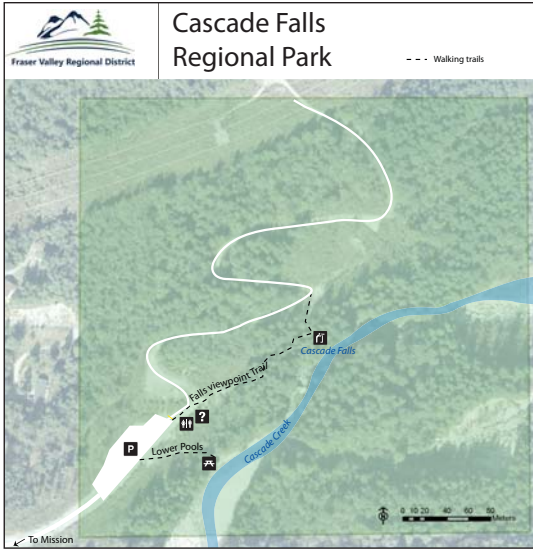 Fraser Valley Regional District
Cascade Falls
Regional Park
Walking trails
Cascade Falls
Falls viewpoint Trail
?
P
Lower Pools
Cascade Creek
N
0 10 20 40 60 80
Meters
To Mission